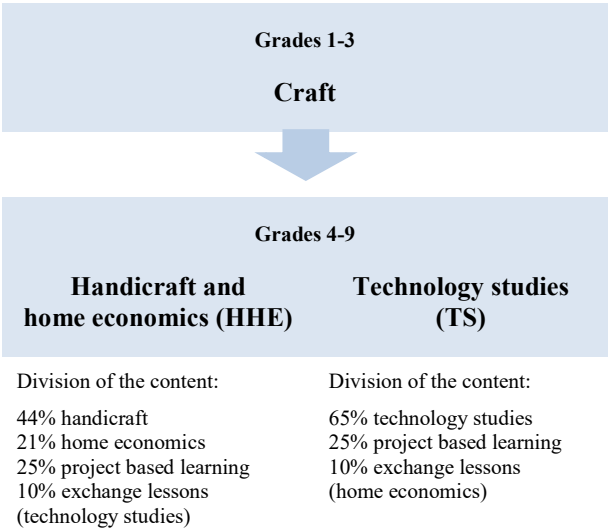 Grades 1-3
Craft
Grades 4-9
Handicraft and
home economics (HHE)
Technology studies
(TS)
Division of the content:
44% handicraft
21% home economics
25% project based learning
10% exchange lessons
(technology studies)
Division of the content:
65% technology studies
25% project based learning
10% exchange lessons
(home economics)